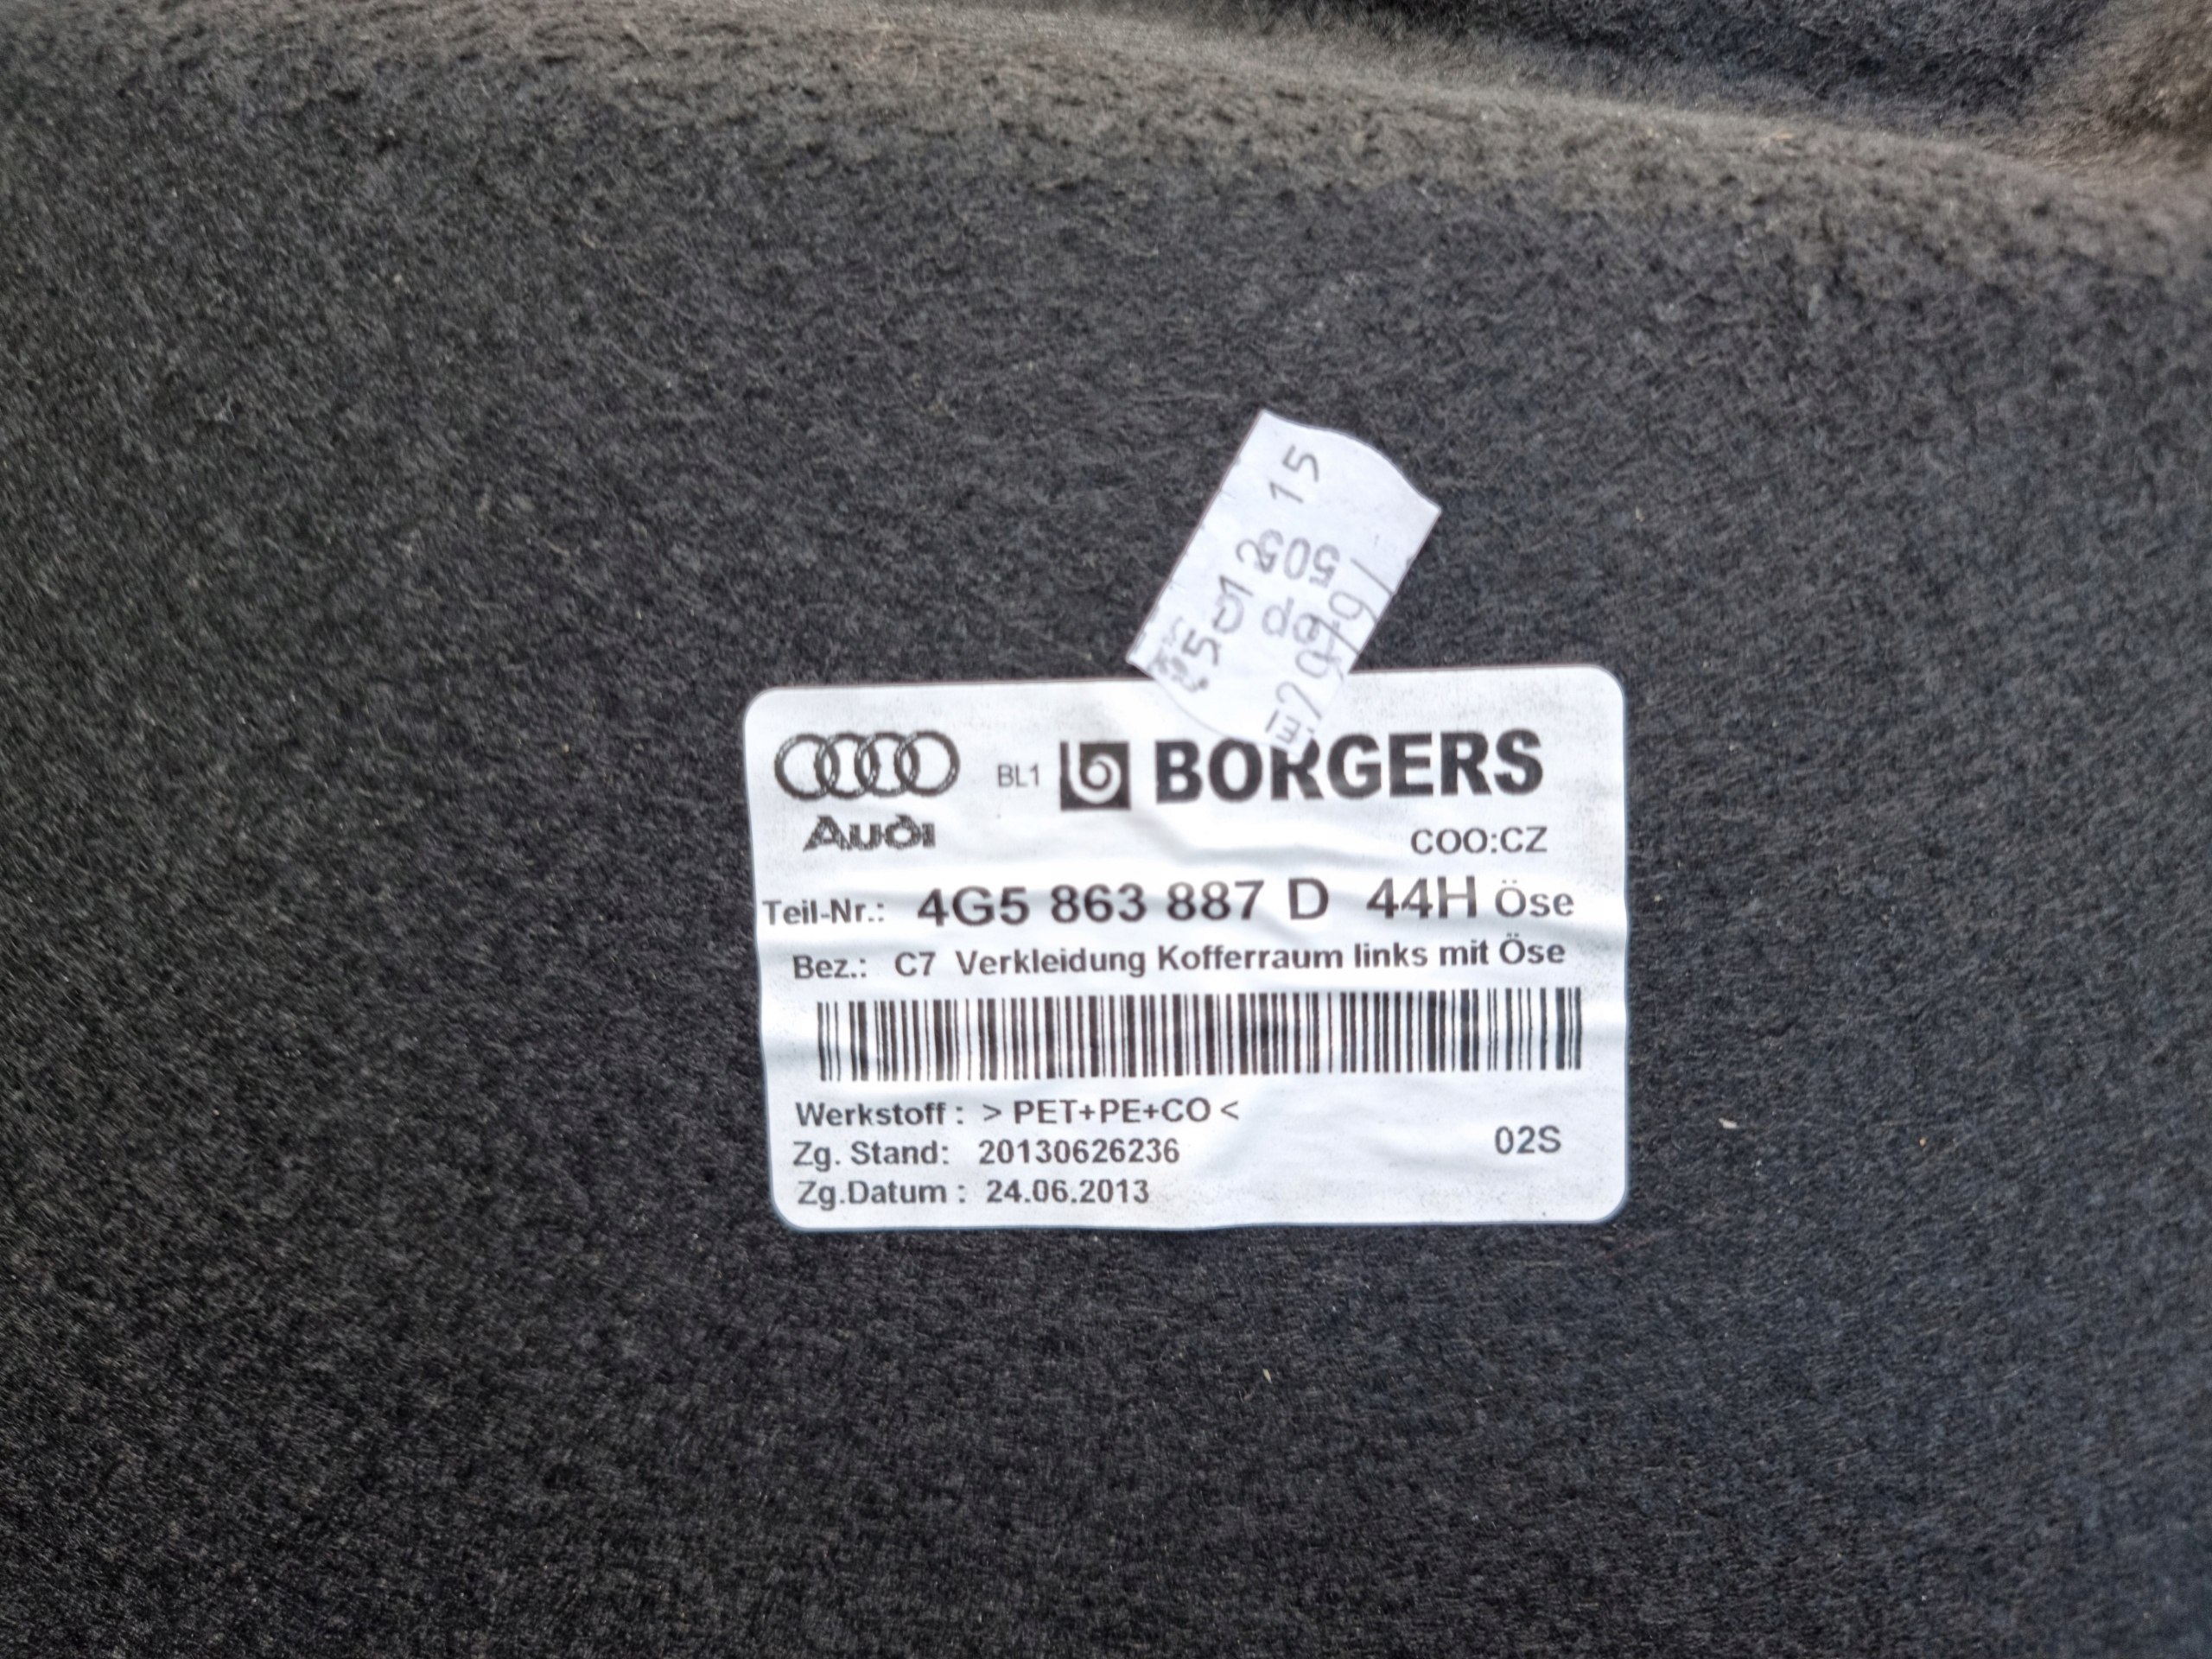 15
Audi
BL1 BORGERS
COO:CZ
Teil-Nr.: 4G5 863 887 D 44H Öse
Bez.: C7 Verkleidung Kofferraum links mit Öse
Werkstoff : > PET+PE+CO <
Zg. Stand: 20130626236
02S
Zg.Datum : 24.06.2013